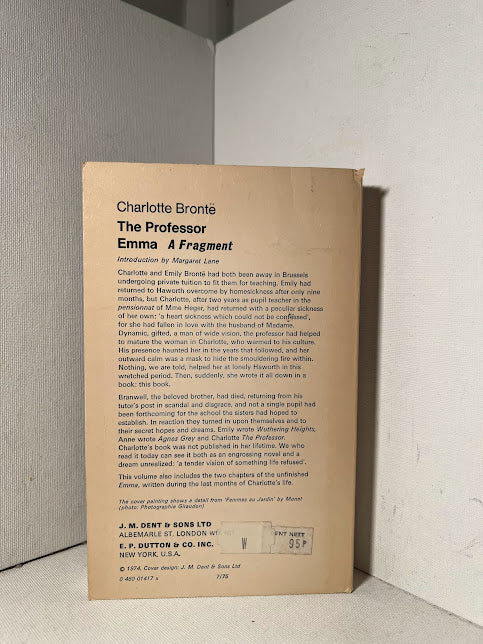 Charlotte Brontë
The Professor
Emma A Fragment
Introduction by Margaret Lane
Charlotte and Emily Brontë had both been away in Brussels
undergoing private tuition to fit them for teaching. Emily had
returned to Haworth overcome by homesickness after only nine
months, but Charlotte, after two years as pupil teacher in the
pensionnat of Mme Heger, had returned with a peculiar sickness
of her own: 'a heart sickness which could not be confessed',
for she had fallen in love with the husband of Madame.
Dynamic, gifted, a man of wide vision, the professor had helped
to mature the woman in Charlotte, who warmed to his culture.
His presence haunted her in the years that followed, and her
outward calm was a mask to hide the smouldering fire within.
Nothing, we are told, helped her at lonely Haworth in this
wretched period. Then, suddenly, she wrote it all down in a
book: this book.
Branwell, the beloved brother, had died, returning from his
tutor's post in scandal and disgrace, and not a single pupil had
been forthcoming for the school the sisters had hoped to
establish. In reaction they turned in upon themselves and to
their secret hopes and dreams. Emily wrote Wuthering Heights,
Anne wrote Agnes Grey and Charlotte The Professor.
Charlotte's book was not published in her lifetime. We who
read it today can see it both as an engrossing novel and a
dream unrealized: 'a tender vision of something life refused'.
This volume also includes the two chapters of the unfinished
Emma, written during the last months of Charlotte's life.
The cover painting shows a detail from 'Femmes au Jardin' by Monet
(photo: Photographie Giraudon)
J. M. DENT & SONS LTD
ALBEMARLE ST, LONDON
E. P. DUTTON & CO. INC.
NEW YORK, U.S.A.
W
ENT NETT
95P
© 1974. Cover design: J. M. Dent & Sons Ltd
0 460 01417 x
7/75